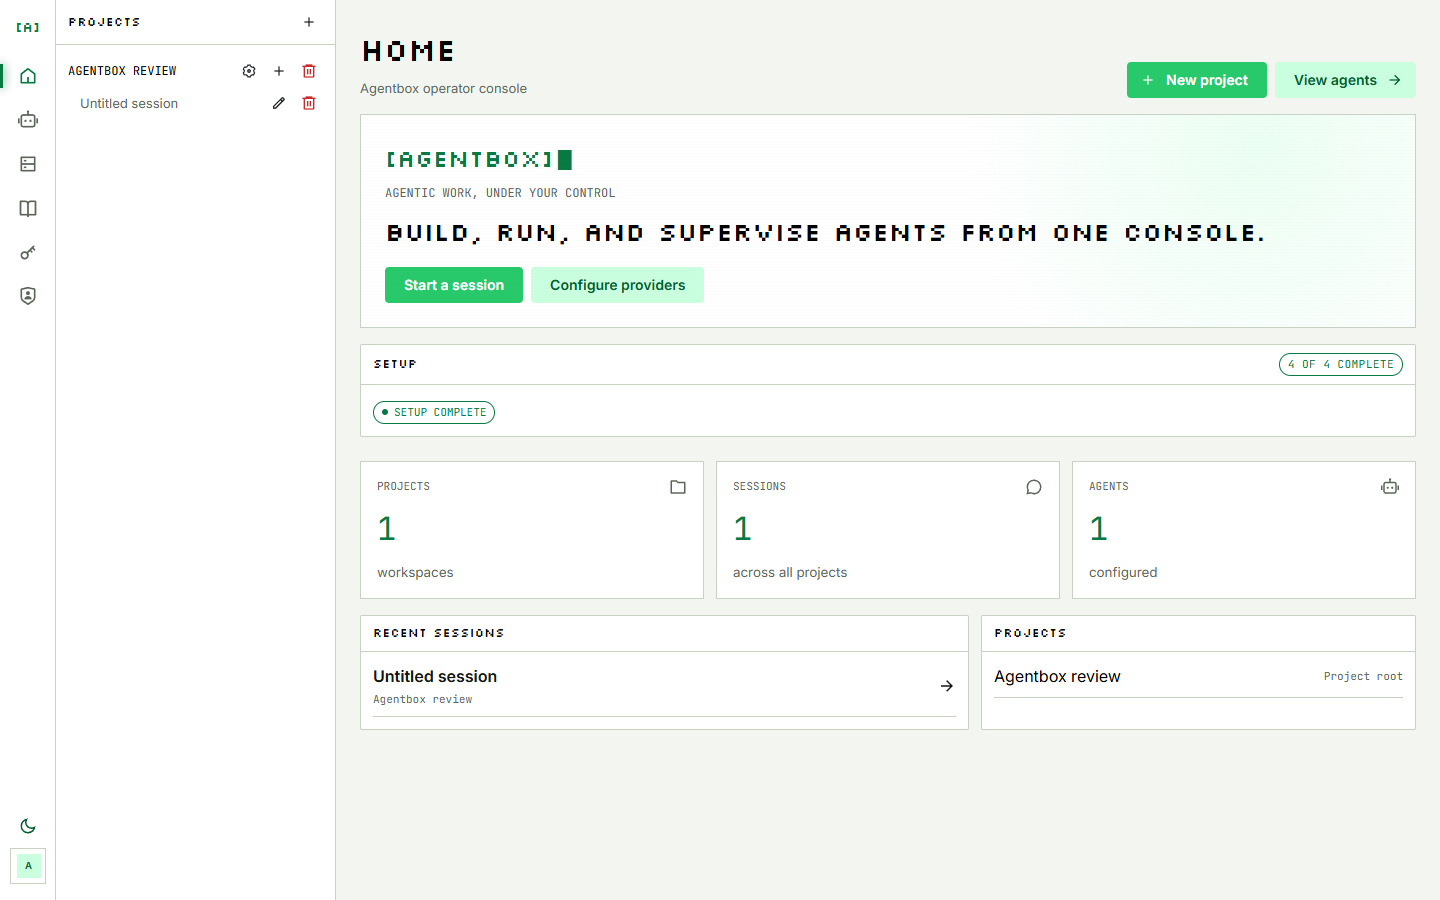 [A]
PROJECTS
AGENTBOX REVIEW
Untitled session
A
HOME
Agentbox operator console
New project
View agents
[AGENTBOX]
AGENTIC WORK, UNDER YOUR CONTROL
BUILD, RUN, AND SUPERVISE AGENTS FROM ONE CONSOLE.
Start a session
Configure providers
SETUP
4 OF 4 COMPLETE
SETUP COMPLETE
PROJECTS
1
workspaces
SESSIONS
1
across all projects
AGENTS
1
configured
RECENT SESSIONS
Untitled session
Agentbox review
PROJECTS
Agentbox review
Project root